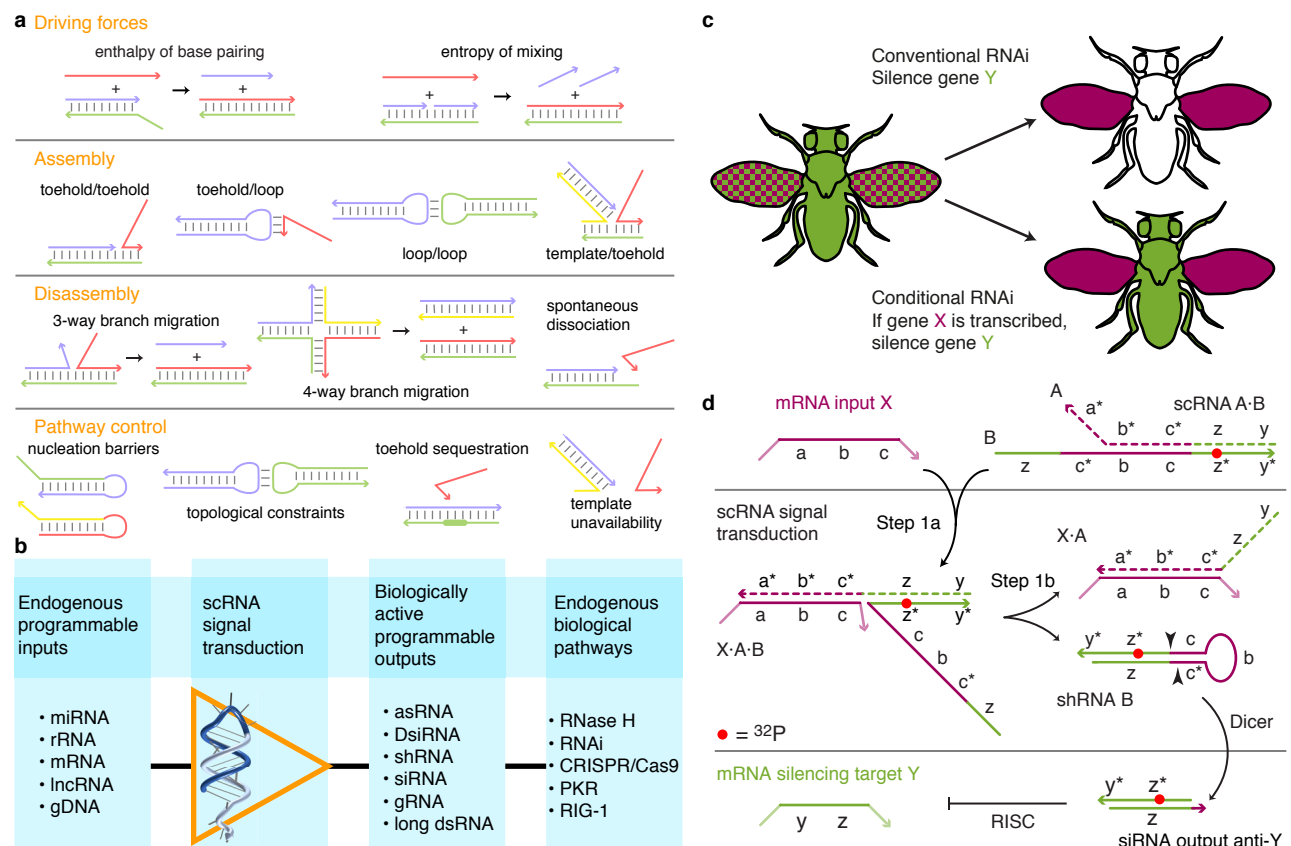 a
Driving forces
enthalpy of base pairing
entropy of mixing
+
+
+
+
Assembly
toehold/toehold
toehold/loop
loop/loop
template/toehold
Disassembly
3-way branch migration
+
+
4-way branch migration
spontaneous
dissociation
Pathway control
nucleation barriers
topological constraints
toehold sequestration
template
unavailability
b
Endogenous
programmable
inputs
• miRNA
• rRNA
• mRNA
• lncRNA
• gDNA
scRNA
signal
transduction
Biologically
active
programmable
outputs
• asRNA
• DsiRNA
• shRNA
• siRNA
• gRNA
• long dsRNA
Endogenous
biological
pathways
• RNase H
• RNAi
• CRISPR/Cas9
• PKR
• RIG-1
c
Conventional RNAi
Silence gene Y
Conditional RNAi
If gene X is transcribed,
silence gene Y
d
mRNA input X
a b c
A
scRNA A·B
a*
b* c* z y
B
z c* b c z* y*
scRNA signal
transduction
Step 1a
a* b* c* z y
a b c z* y*
c
b
c*
z
X·A·B
= ³²P
Step 1b
X·A
y
z
a* b* c*
a b c
y* z* c
z c*
b
shRNA B
Dicer
mRNA silencing target Y
y z
RISC
y* z*
z
siRNA output anti-Y